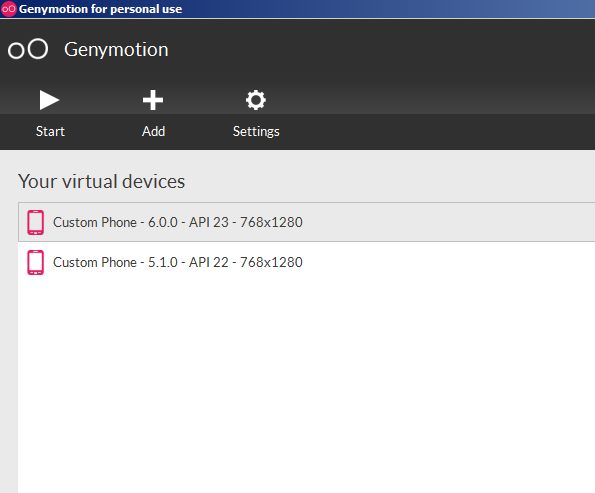 Genymotion for personal use
Genymotion
Start Add Settings
Your virtual devices
Custom Phone - 6.0.0 - API 23 - 768x1280
Custom Phone - 5.1.0 - API 22 - 768x1280